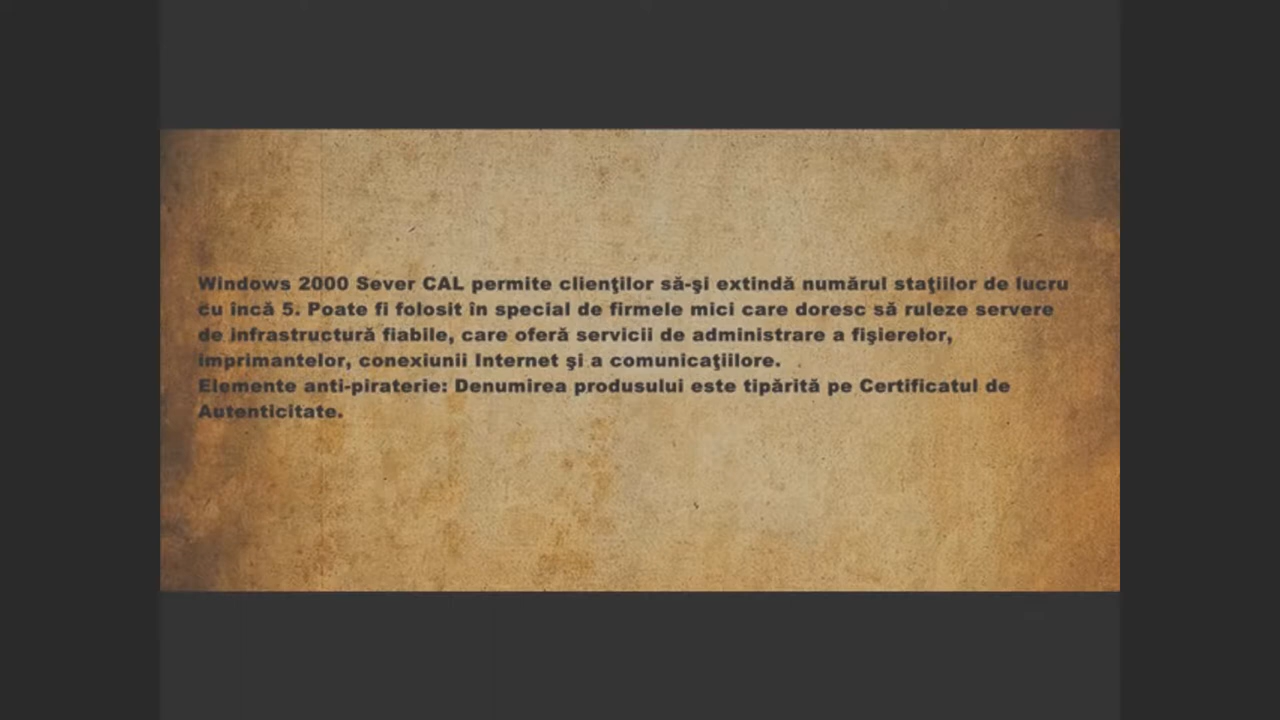 Windows 2000 Sever CAL permite clienţilor să-şi extindă numărul staţiilor de lucru
cu încă 5. Poate fi folosit în special de firmele mici care doresc să ruleze servere
de infrastructură fiabile, care oferă servicii de administrare a fişierelor,
imprimantelor, conexiunii Internet şi a comunicaţiilore.
Elemente anti-piraterie: Denumirea produsului este tipărită pe Certificatul de
Autenticitate.